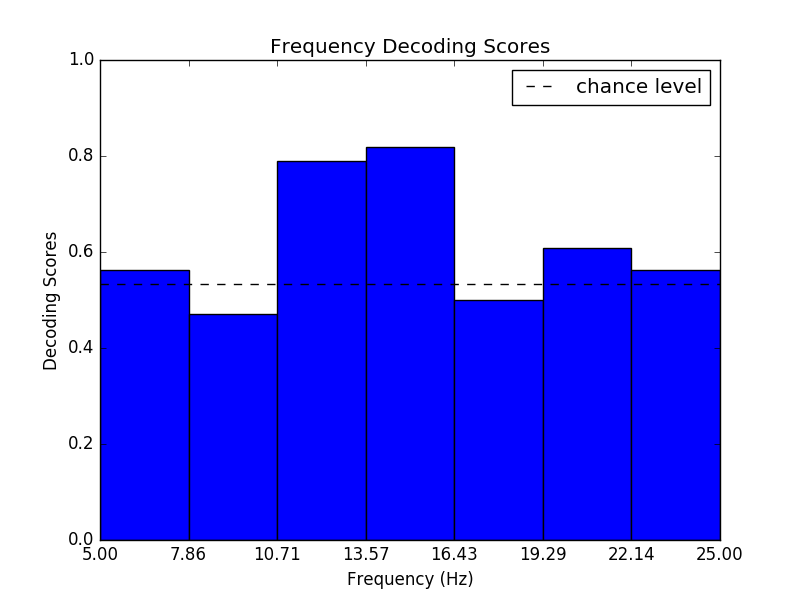 Frequency Decoding Scores
chance level
Decoding Scores
1.0
0.8
0.6
0.4
0.2
0.0
5.00 7.86 10.71 13.57 16.43 19.29 22.14 25.00
Frequency (Hz)